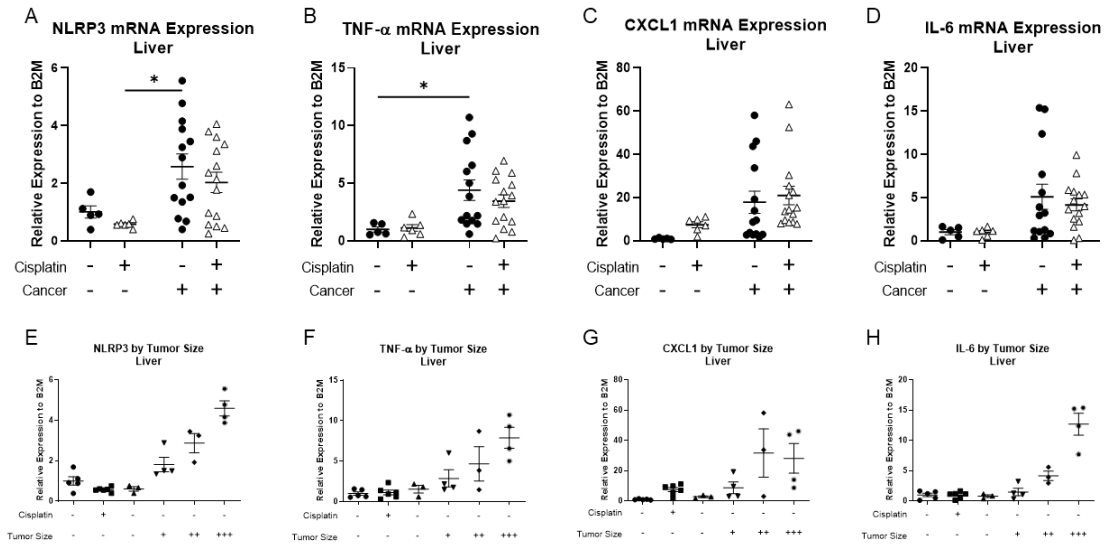 A
NLRP3 mRNA Expression
Liver
Relative Expression to B2M
6
4
2
0
*
Cisplatin - + - +
Cancer - - + +
B
TNF-α mRNA Expression
Liver
Relative Expression to B2M
15
10
5
0
*
- + - +
- - + +
C
CXCL1 mRNA Expression
Liver
Relative Expression to B2M
80
60
40
20
0
- + - +
- - + +
D
IL-6 mRNA Expression
Liver
Relative Expression to B2M
20
15
10
5
0
- + - +
- - + +
E
NLRP3 by Tumor Size
Liver
Relative Expression to B2M
6
4
2
0
Cisplatin - + - - - -
Tumor Size - - - + ++ +++
F
TNF-α by Tumor Size
Liver
Relative Expression to B2M
15
10
5
0
Cisplatin - + - - - -
Tumor Size - - - + ++ +++
G
CXCL1 by Tumor Size
Liver
Relative Expression to B2M
80
60
40
20
0
Cisplatin - + - - - -
Tumor Size - - - + ++ +++
H
IL-6 by Tumor Size
Liver
Relative Expression to B2M
20
15
10
5
0
Cisplatin - + - - - -
Tumor Size - - - + ++ +++